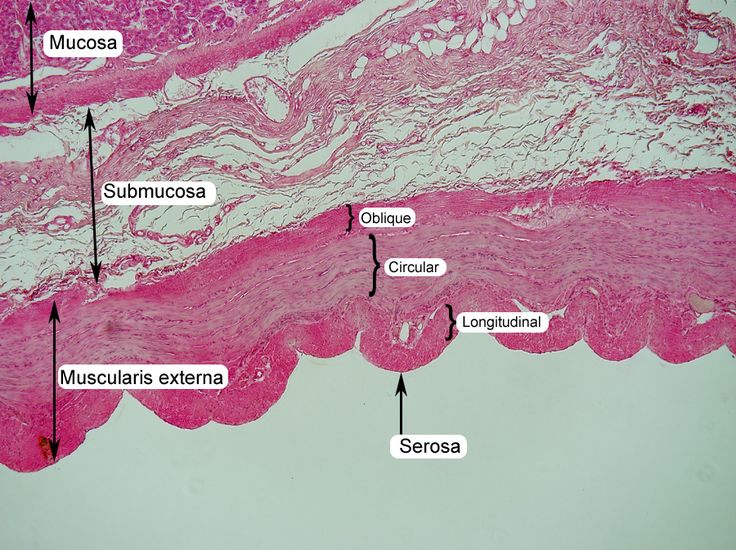 Mucosa
Submucosa
Oblique
Circular
Longitudinal
Muscularis externa
Serosa